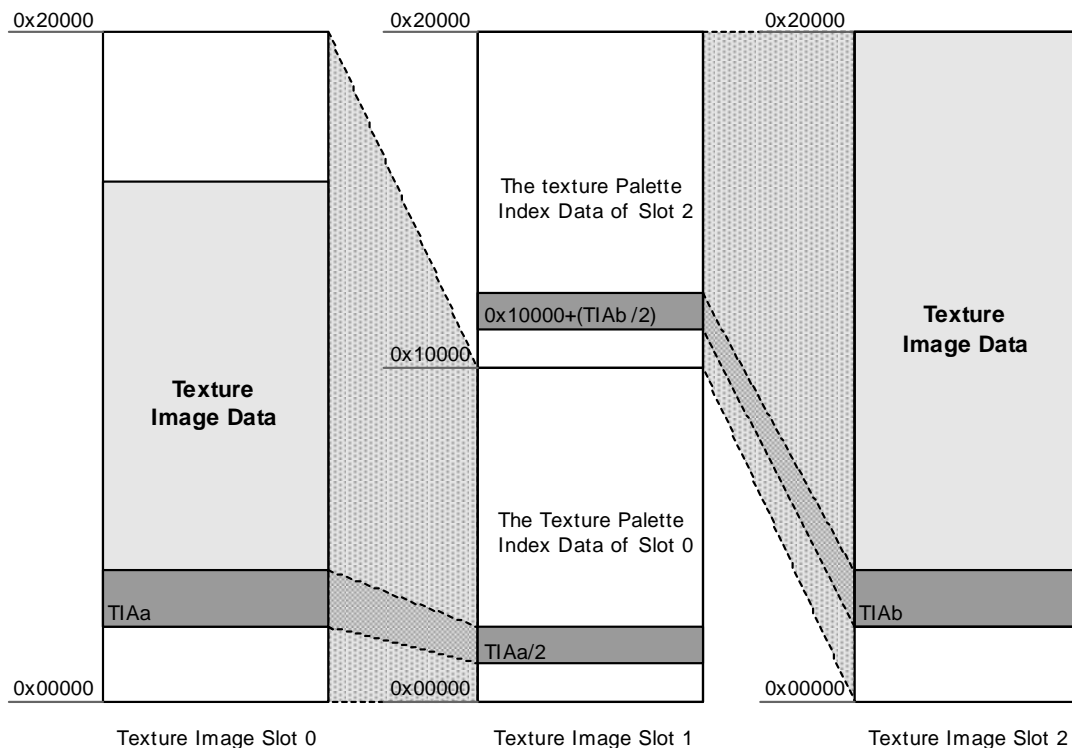 0x20000
0x20000
0x20000
The texture Palette
Index Data of Slot 2
0x10000+(TIAb /2)
Texture
Image Data
0x10000
Texture
Image Data
The Texture Palette
Index Data of Slot 0
TIAa
TIAb
TIAa/2
0x00000
0x00000
0x00000
Texture Image Slot 0
Texture Image Slot 1
Texture Image Slot 2